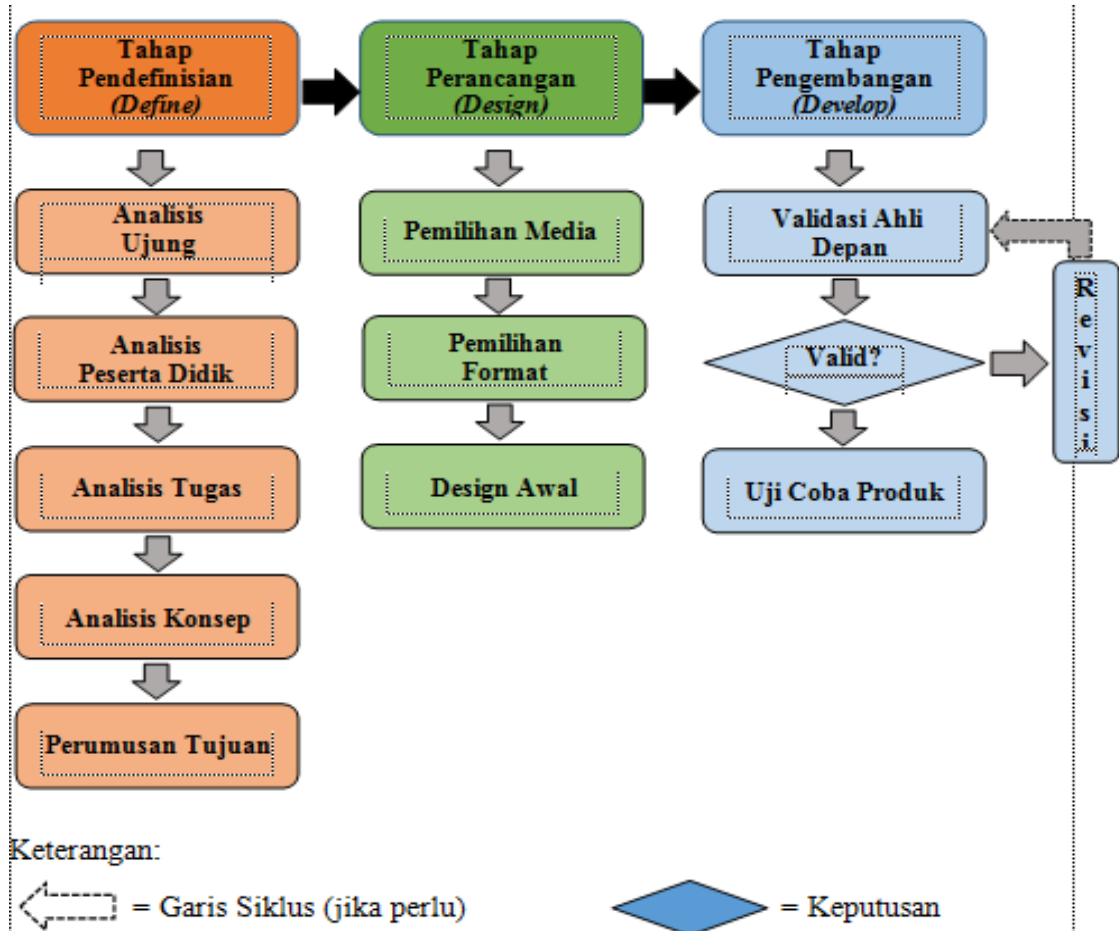 Tahap
Pendefinisian
(Define)
Tahap
Perancangan
(Design)
Tahap
Pengembangan
(Develop)
Analisis
Ujung
Analisis
Peserta Didik
Analisis Tugas
Analisis Konsep
Perumusan Tujuan
Pemilihan Media
Pemilihan
Format
Design Awal
Validasi Ahli
Depan
Valid?
Uji Coba Produk
Revisi
Keterangan:
= Garis Siklus (jika perlu)
= Keputusan